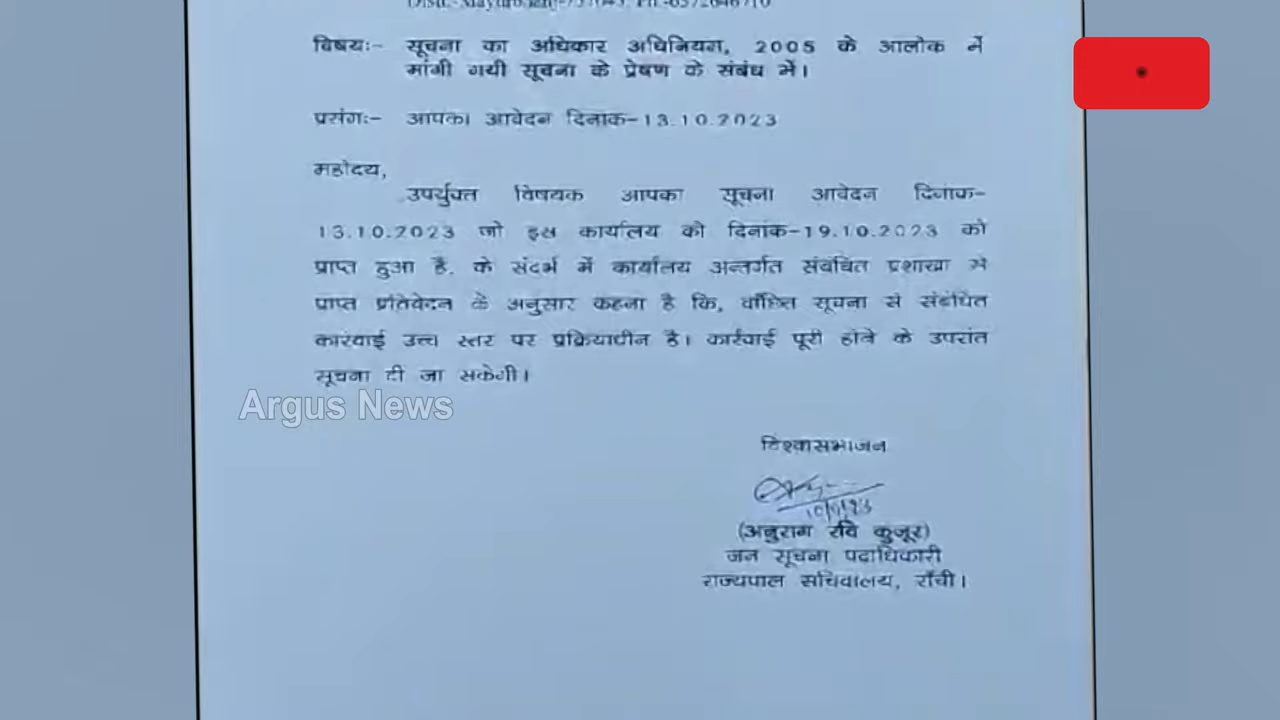 विषयः- सूचना का अधिकार अधिनियम, 2005 के आलोक में
मांगी गयी सूचना के प्रेषण के संबंध में।
प्रसंगः- आपका आवेदन दिनांक-13.10.2023
महोदय,
उपर्युक्त विषयक आपका सूचना आवेदन दिनांक-
13.10.2023 जो इस कार्यालय को दिनांक-19.10.2023 को
प्राप्त हुआ है, के संदर्भ में कार्यालय अन्तर्गत संबंधित प्रशाखा से
प्राप्त प्रतिवेदन के अनुसार कहना है कि, वांछित सूचना से संबंधित
कार्रवाई उच्च स्तर पर प्रक्रियाधीन है। कार्रवाई पूरी होने के उपरांत
सूचना दी जा सकेगी।
Argus News
विश्वासभाजन
(अनुराग रवि कुजूर)
जन सूचना पदाधिकारी
राज्यपाल सचिवालय, राँची।